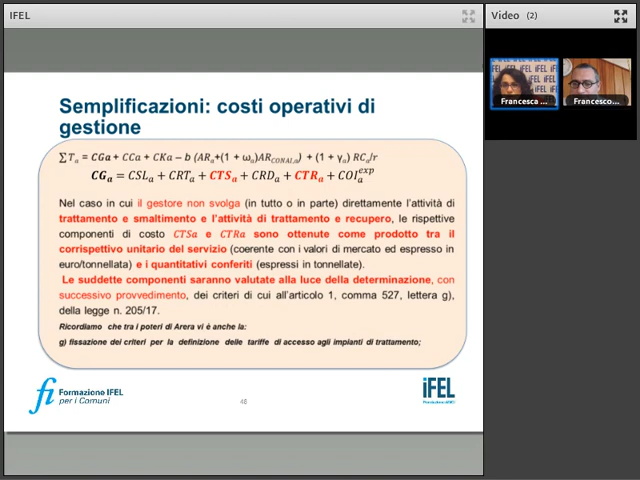 IFEL
Video (2)
Francesca ...
Francesco...
Semplificazioni: costi operativi di
gestione
∑Tₐ = CGa + CCa + CKa – b (ARₐ+(1 + ωₐ)AR_CONAI,ₐ) + (1 + γₐ) RCₐ/r
CGₐ = CSLₐ + CRTₐ + CTSₐ + CRDₐ + CTRₐ + COIₐᵉˣᵖ
Nel caso in cui il gestore non svolga (in tutto o in parte) direttamente l'attività di
trattamento e smaltimento e l'attività di trattamento e recupero, le rispettive
componenti di costo CTSa e CTRa sono ottenute come prodotto tra il
corrispettivo unitario del servizio (coerente con i valori di mercato ed espresso in
euro/tonnellata) e i quantitativi conferiti (espressi in tonnellate).
Le suddette componenti saranno valutate alla luce della determinazione, con
successivo provvedimento, dei criteri di cui all'articolo 1, comma 527, lettera g),
della legge n. 205/17.
Ricordiamo che tra i poteri di Arera vi è anche la:
g) fissazione dei criteri per la definizione delle tariffe di accesso agli impianti di trattamento;
fi Formazione IFEL
per i Comuni
48
iFEL